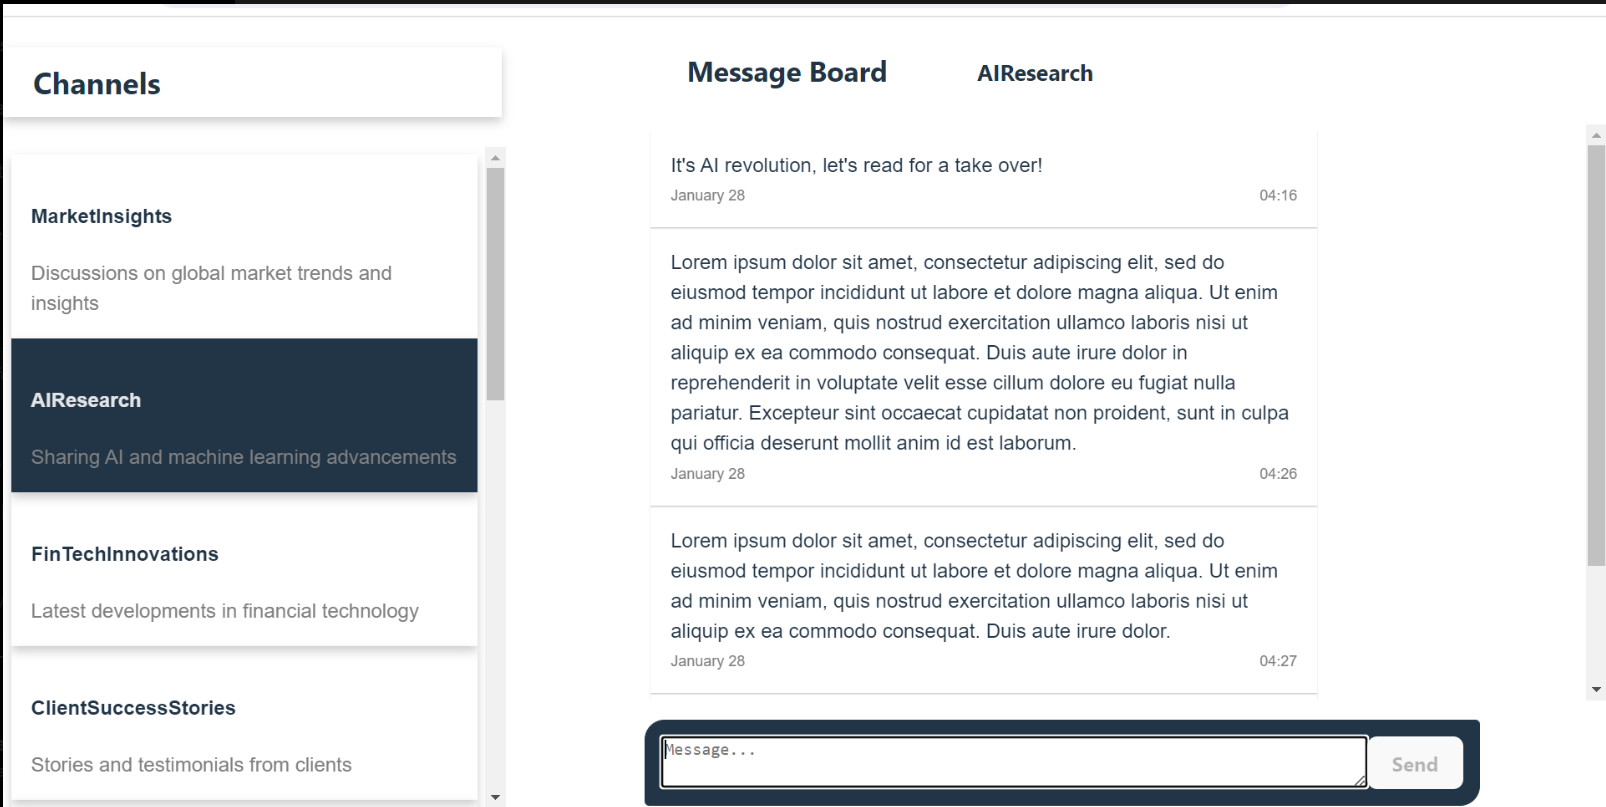 Channels
MarketInsights
Discussions on global market trends and
insights
AIResearch
Sharing AI and machine learning advancements
FinTechInnovations
Latest developments in financial technology
ClientSuccessStories
Stories and testimonials from clients
Message Board
AIResearch
It's AI revolution, let's read for a take over!
January 28 04:16
Lorem ipsum dolor sit amet, consectetur adipiscing elit, sed do
eiusmod tempor incididunt ut labore et dolore magna aliqua. Ut enim
ad minim veniam, quis nostrud exercitation ullamco laboris nisi ut
aliquip ex ea commodo consequat. Duis aute irure dolor in
reprehenderit in voluptate velit esse cillum dolore eu fugiat nulla
pariatur. Excepteur sint occaecat cupidatat non proident, sunt in culpa
qui officia deserunt mollit anim id est laborum.
January 28 04:26
Lorem ipsum dolor sit amet, consectetur adipiscing elit, sed do
eiusmod tempor incididunt ut labore et dolore magna aliqua. Ut enim
ad minim veniam, quis nostrud exercitation ullamco laboris nisi ut
aliquip ex ea commodo consequat. Duis aute irure dolor.
January 28 04:27
Message...
Send